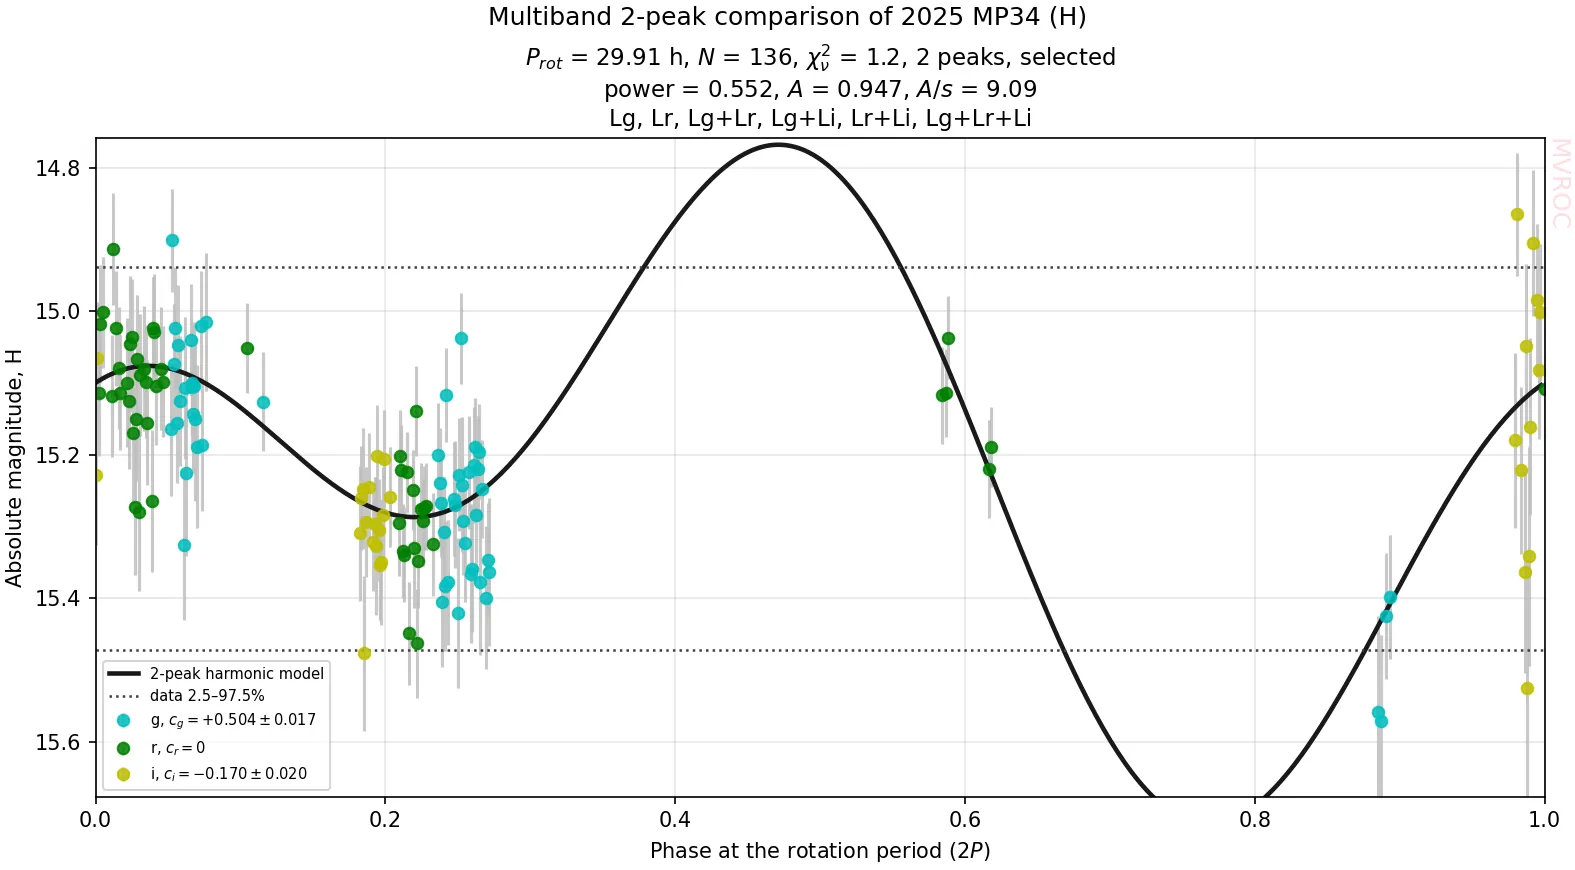 Multiband 2-peak comparison of 2025 MP34 (H)
P_rot = 29.91 h, N = 136, χ²_ν = 1.2, 2 peaks, selected
power = 0.552, A = 0.947, A/s = 9.09
Lg, Lr, Lg+Lr, Lg+Li, Lr+Li, Lg+Lr+Li
MVROC
14.8
15.0
15.2
15.4
15.6
Absolute magnitude, H
2-peak harmonic model
data 2.5–97.5%
g, c_g = +0.504 ± 0.017
r, c_r = 0
i, c_i = −0.170 ± 0.020
0.0 0.2 0.4 0.6 0.8 1.0
Phase at the rotation period (2P)